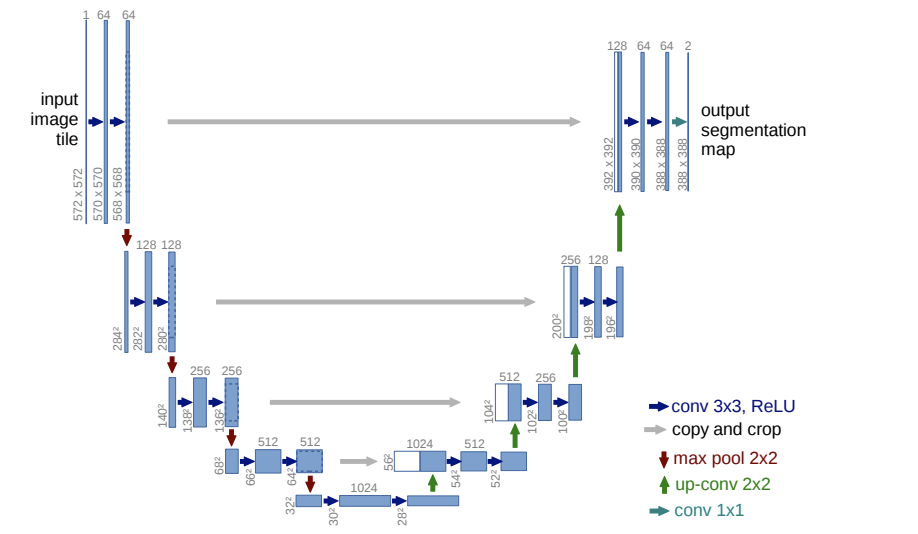 1 64 64
128 64 64 2
input
image
tile
output
segmentation
map
572 x 572
570 x 570
568 x 568
392 x 392
390 x 390
388 x 388
388 x 388
128 128
256 128
284²
282²
280²
200²
198²
196²
256 256
512 256
140²
138²
136²
104²
102²
100²
512 512
1024 512
68²
66²
64²
56²
54²
52²
1024
32²
30²
28²
conv 3x3, ReLU
copy and crop
max pool 2x2
up-conv 2x2
conv 1x1